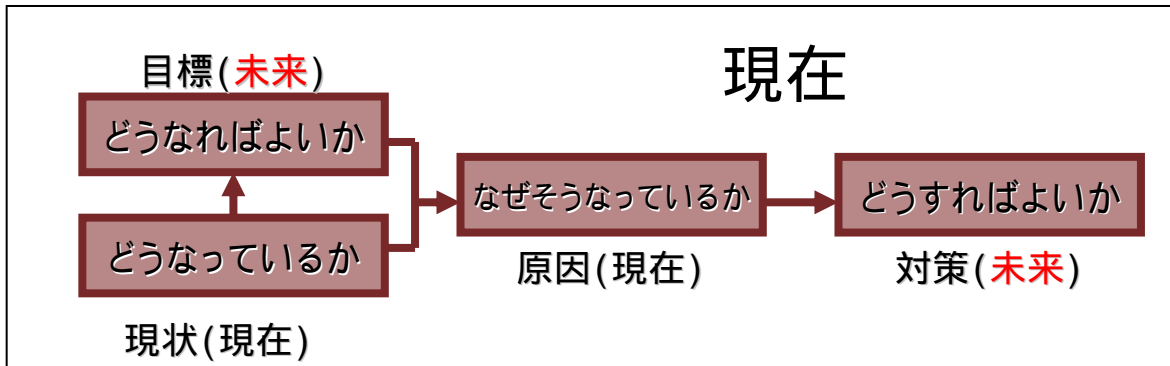 現在
目標(未来)
どうなればよいか
どうなっているか
現状(現在)
なぜそうなっているか
原因(現在)
どうすればよいか
対策(未来)